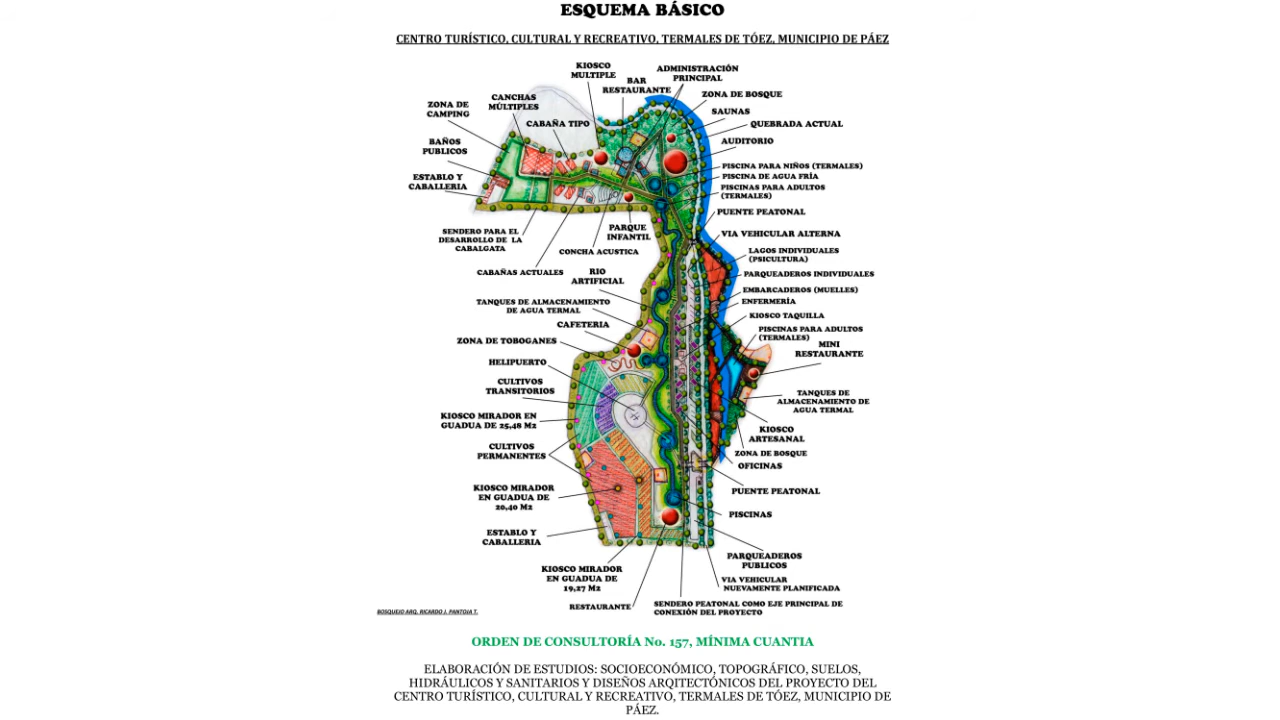 ESQUEMA BÁSICO
CENTRO TURÍSTICO, CULTURAL Y RECREATIVO, TERMALES DE TÓEZ, MUNICIPIO DE PÁEZ
KIOSCO
MULTIPLE
BAR
RESTAURANTE
ADMINISTRACIÓN
PRINCIPAL
ZONA DE BOSQUE
CANCHAS
MÚLTIPLES
ZONA DE
CAMPING
CABAÑA TIPO
SAUNAS
QUEBRADA ACTUAL
BAÑOS
PUBLICOS
AUDITORIO
PISCINA PARA NIÑOS (TERMALES)
PISCINA DE AGUA FRÍA
ESTABLO Y
CABALLERIA
PISCINAS PARA ADULTOS
(TERMALES)
PUENTE PEATONAL
SENDERO PARA EL
DESARROLLO DE LA
CABALGATA
PARQUE
INFANTIL
VIA VEHICULAR ALTERNA
CONCHA ACUSTICA
LAGOS INDIVIDUALES
(PSICULTURA)
CABAÑAS ACTUALES
RIO
ARTIFICIAL
PARQUEADEROS INDIVIDUALES
EMBARCADEROS (MUELLES)
TANQUES DE ALMACENAMIENTO
DE AGUA TERMAL
ENFERMERÍA
KIOSCO TAQUILLA
CAFETERIA
PISCINAS PARA ADULTOS
(TERMALES)
ZONA DE TOBOGANES
MINI
RESTAURANTE
HELIPUERTO
CULTIVOS
TRANSITORIOS
TANQUES DE
ALMACENAMIENTO DE
AGUA TERMAL
KIOSCO MIRADOR EN
GUADUA DE 25,48 M2
KIOSCO
ARTESANAL
CULTIVOS
PERMANENTES
ZONA DE BOSQUE
OFICINAS
KIOSCO MIRADOR
EN GUADUA DE
20,40 M2
PUENTE PEATONAL
PISCINAS
ESTABLO Y
CABALLERIA
PARQUEADEROS
PUBLICOS
KIOSCO MIRADOR
EN GUADUA DE
19,27 M2
VIA VEHICULAR
NUEVAMENTE PLANIFICADA
RESTAURANTE
SENDERO PEATONAL COMO EJE PRINCIPAL DE
CONEXIÓN DEL PROYECTO
BOSQUEJO ARQ. RICARDO J. PANTOJA T.
ORDEN DE CONSULTORÍA No. 157, MÍNIMA CUANTIA
ELABORACIÓN DE ESTUDIOS: SOCIOECONÓMICO, TOPOGRÁFICO, SUELOS,
HIDRÁULICOS Y SANITARIOS Y DISEÑOS ARQITECTÓNICOS DEL PROYECTO DEL
CENTRO TURÍSTICO, CULTURAL Y RECREATIVO, TERMALES DE TÓEZ, MUNICIPIO DE
PÁEZ.